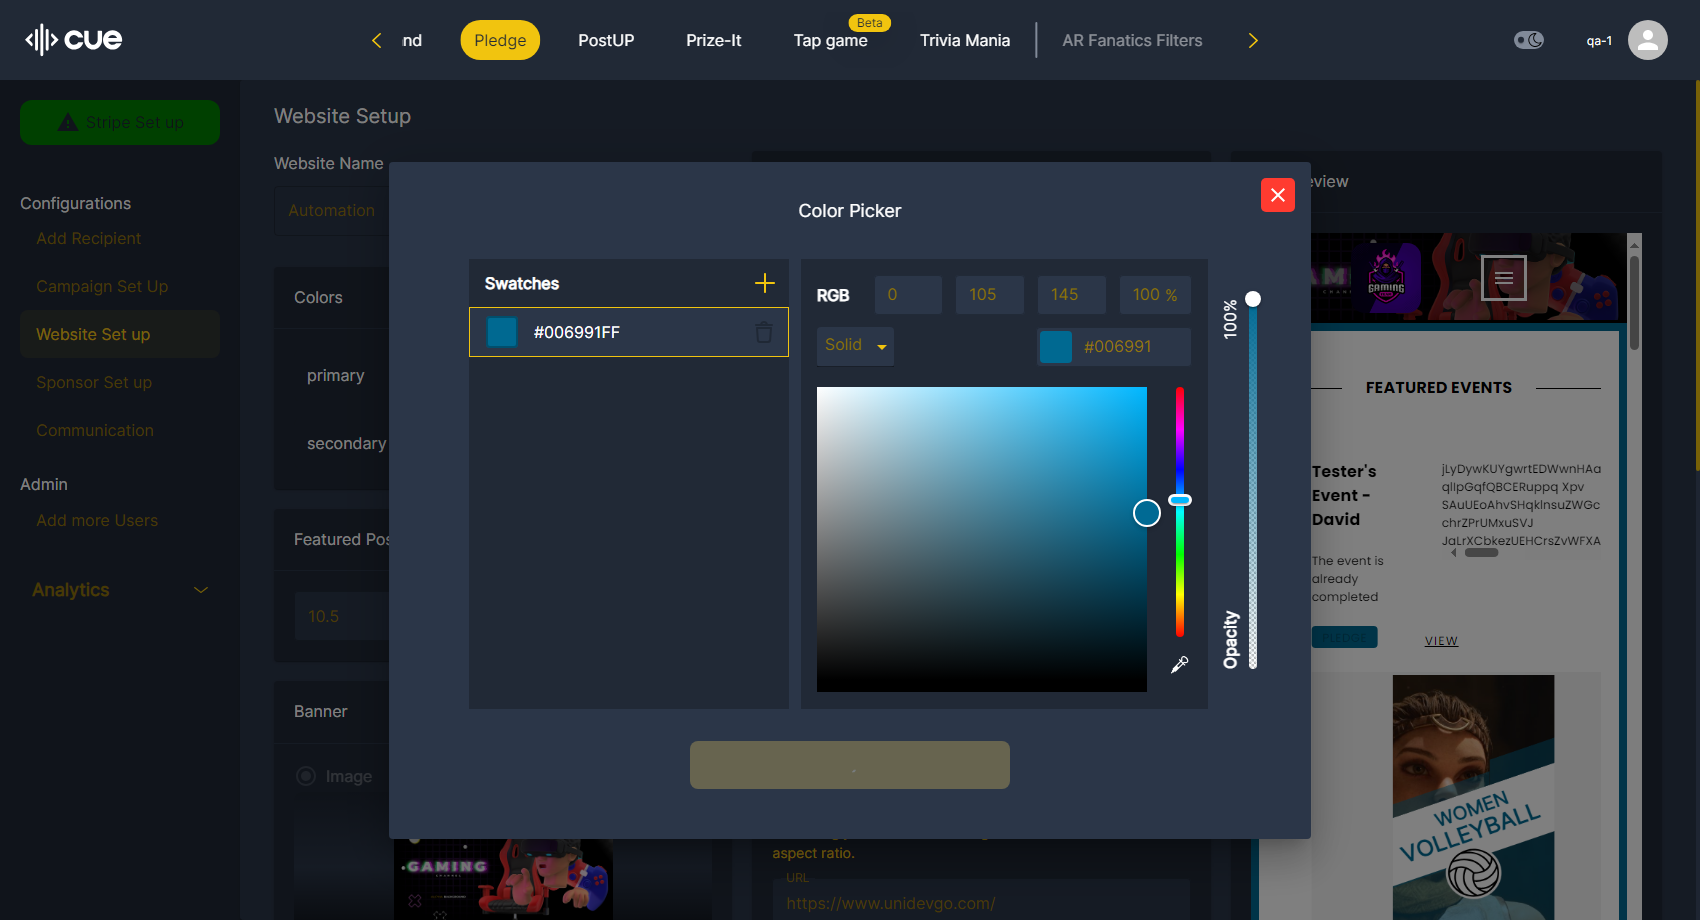 cue
nd
Pledge
PostUP
Prize-It
Beta
Tap game
Trivia Mania
AR Fanatics Filters
qa-1
Stripe Set up
Configurations
Add Recipient
Campaign Set Up
Website Set up
Sponsor Set up
Communication
Admin
Add more Users
Analytics
Website Setup
Website Name
Automation
Colors
primary
secondary
Featured Pos
10.5
Banner
Image
GAMING
Color Picker
Swatches
#006991FF
RGB
0
105
145
100 %
Solid
#006991
100%
Opacity
aspect ratio.
URL
https://www.unidevgo.com/
eview
GAMING
FEATURED EVENTS
Tester's
Event -
David
jLyDywKUYgwrtEDWwnHAa
qlIpGqfQBCERuppq Xpv
SAuUEoAhvSHqkInsuZWGc
chrZPrUMxuSVJ
JaLrXCbkezUEHCrsZvWFXA
The event is
already
completed
PLEDGE
VIEW
WOMEN
VOLLEYBALL